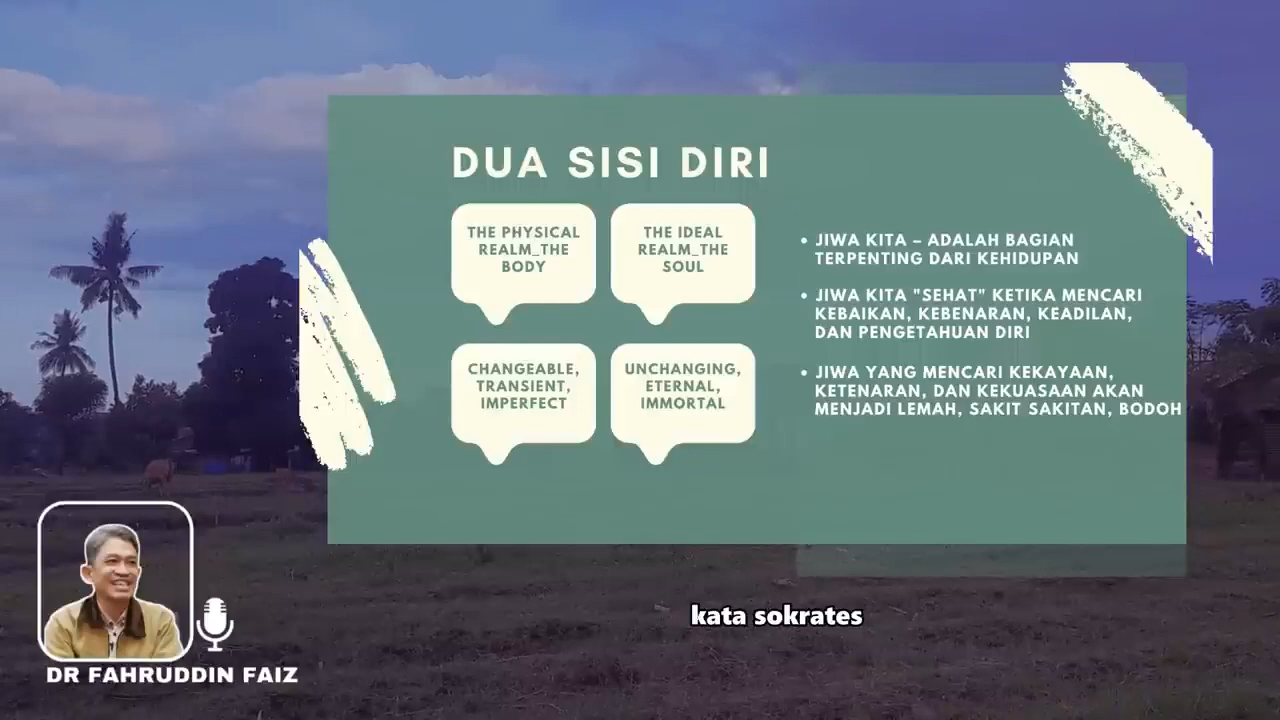 DUA SISI DIRI
THE PHYSICAL
REALM_THE
BODY
THE IDEAL
REALM_THE
SOUL
CHANGEABLE,
TRANSIENT,
IMPERFECT
UNCHANGING,
ETERNAL,
IMMORTAL
• JIWA KITA – ADALAH BAGIAN
TERPENTING DARI KEHIDUPAN
• JIWA KITA "SEHAT" KETIKA MENCARI
KEBAIKAN, KEBENARAN, KEADILAN,
DAN PENGETAHUAN DIRI
• JIWA YANG MENCARI KEKAYAAN,
KETENARAN, DAN KEKUASAAN AKAN
MENJADI LEMAH, SAKIT SAKITAN, BODOH
kata sokrates
DR FAHRUDDIN FAIZ